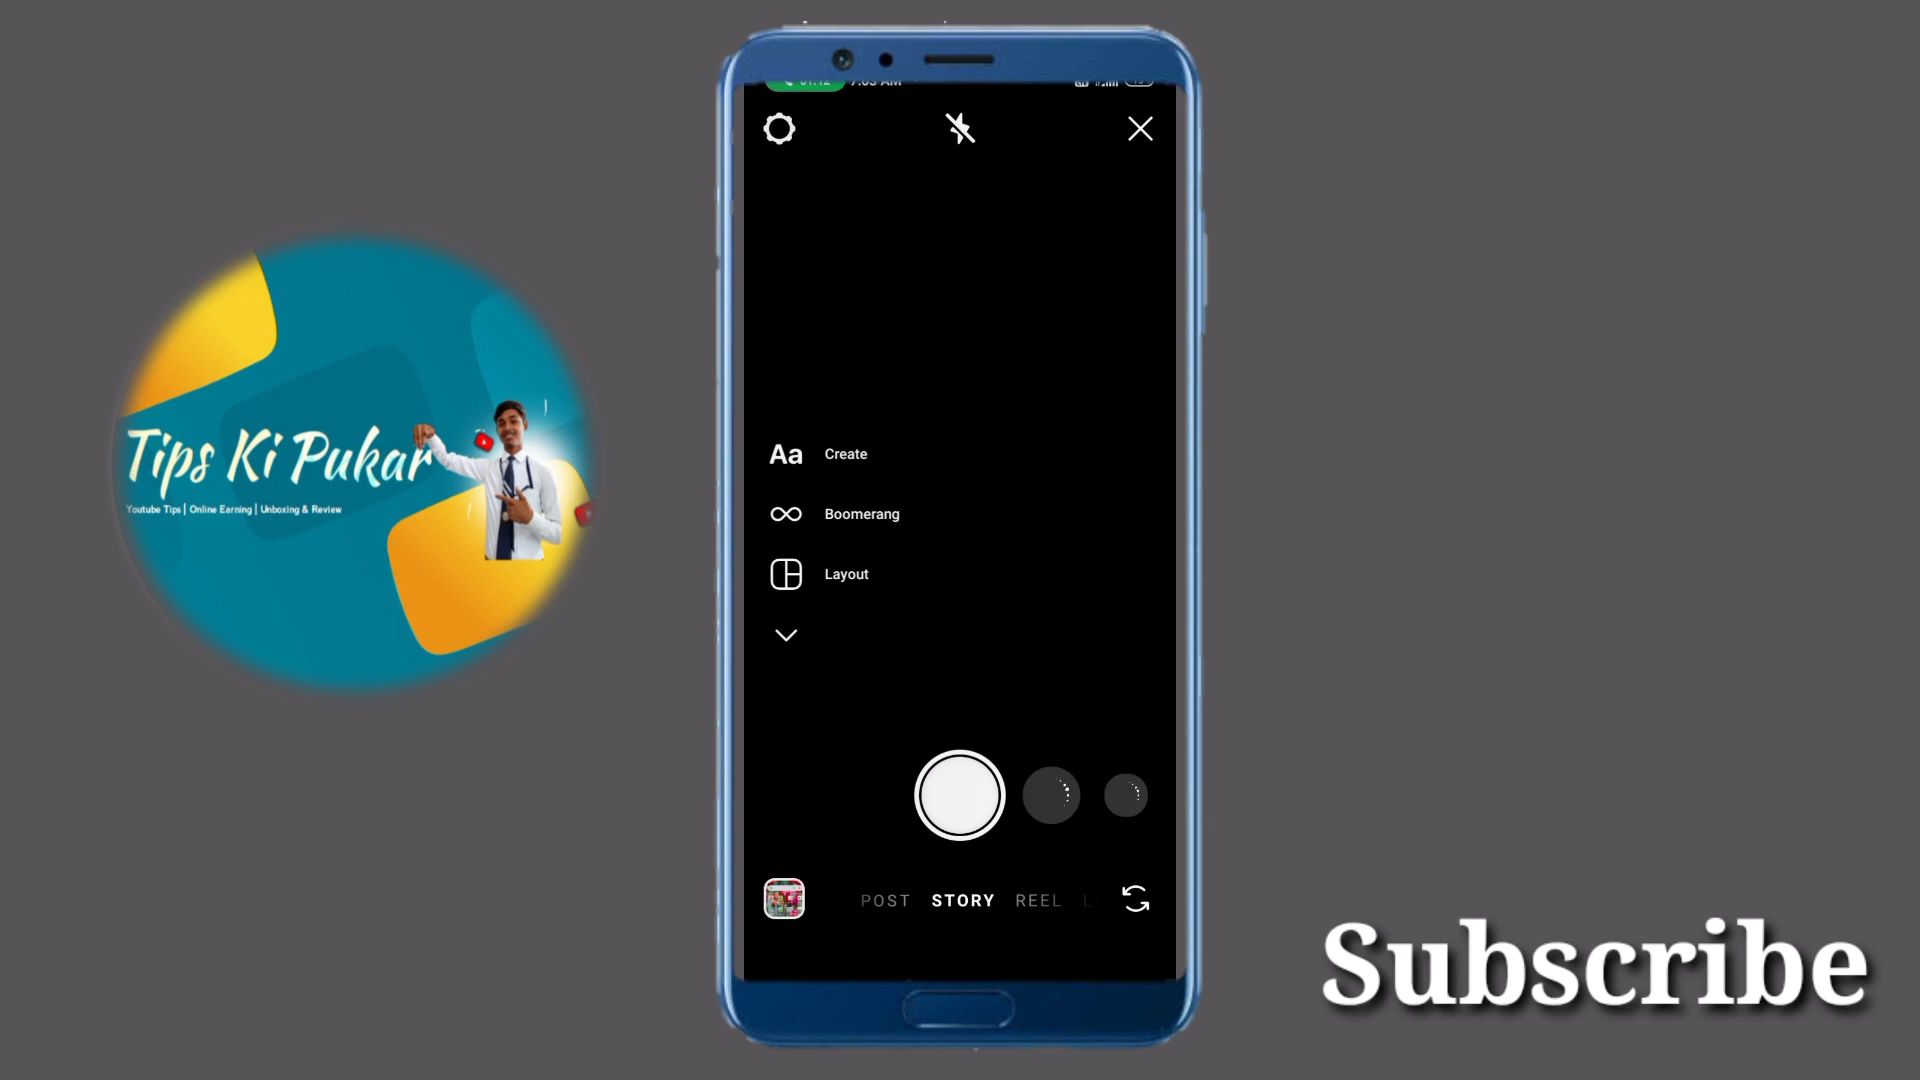 Aa Create
Boomerang
Layout
POST STORY REEL L
Tips Ki Pukar
Youtube Tips | Online Earning | Unboxing & Review
Subscribe